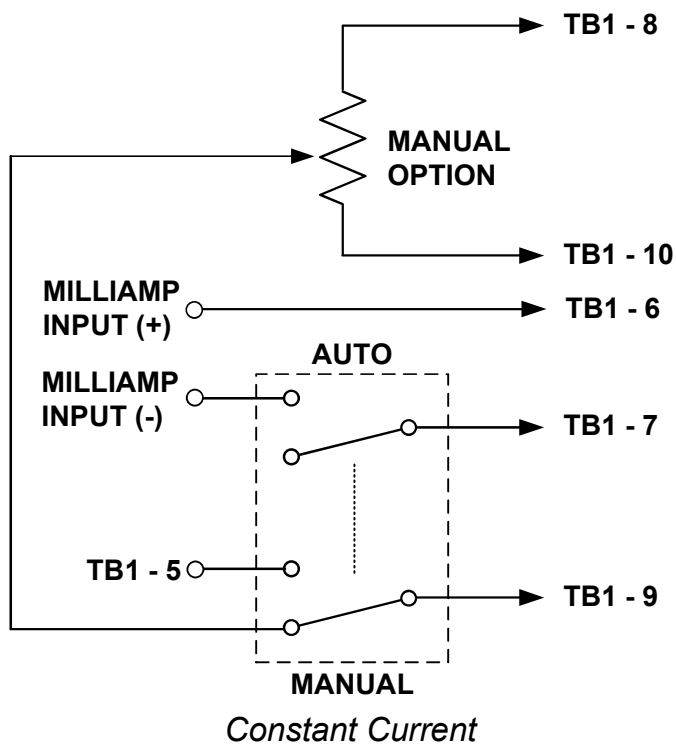 TB1 - 8
MANUAL
OPTION
TB1 - 10
MILLIAMP
INPUT (+)
TB1 - 6
AUTO
MILLIAMP
INPUT (-)
TB1 - 7
TB1 - 5
TB1 - 9
MANUAL
Constant Current